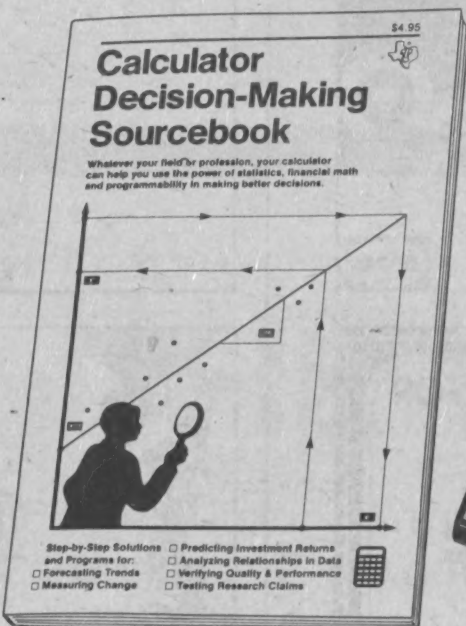 $4.95
Calculator
Decision-Making
Sourcebook
Whatever your field or profession, your calculator
can help you use the power of statistics, financial math
and programmability in making better decisions.
Step-by-Step Solutions
and Programs for:
□ Forecasting Trends
□ Measuring Change
□ Predicting Investment Returns
□ Analyzing Relationships in Data
□ Verifying Quality & Performance
□ Testing Research Claims